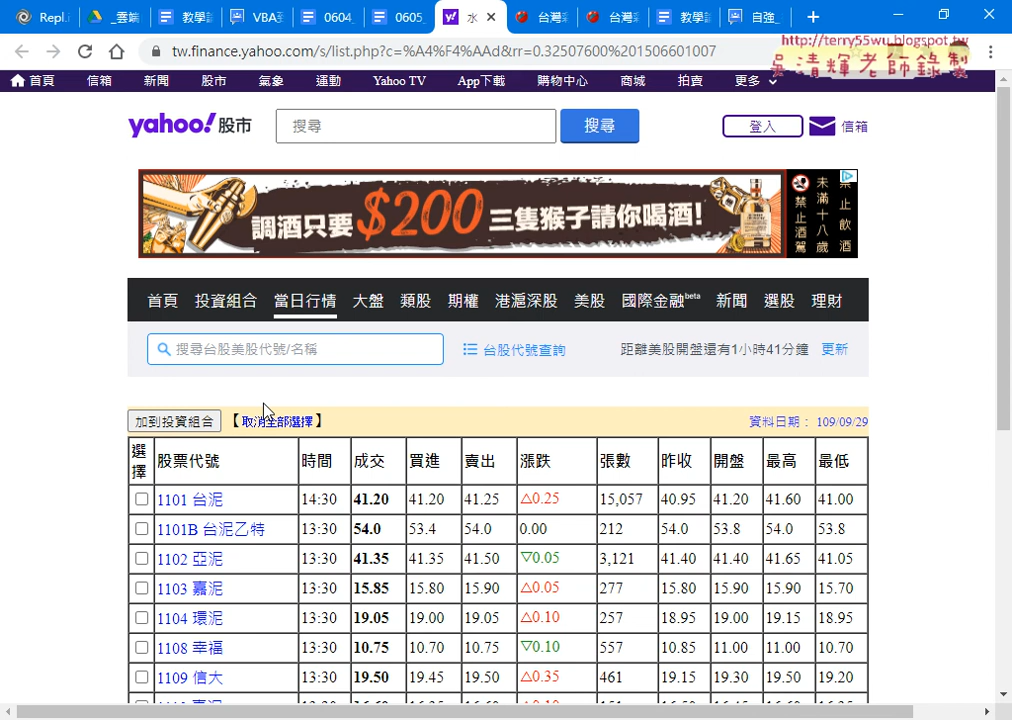 Repl.i
_雲端
教學
VBA
0604
0605
水
台灣
台灣
教學
自強
tw.finance.yahoo.com/s/list.php?c=%A4%F4%AAd&rr=0.32507600%201506601007
http://terry55wu.blogspot.tw
吳清輝老師錄製
首頁 信箱 新聞 股市 氣象 運動 Yahoo TV App下載 購物中心 商城 拍賣 更多
yahoo!股市 搜尋 搜尋 登入 信箱
調酒只要$200三隻猴子請你喝酒!
禁止酒駕
未滿十八歲
禁止飲酒
首頁 投資組合 當日行情 大盤 類股 期權 港滬深股 美股 國際金融beta 新聞 選股 理財
搜尋台股美股代號/名稱 台股代號查詢 距離美股開盤還有1小時41分鐘 更新
加到投資組合 【取消全部選擇】 資料日期: 109/09/29
選擇 股票代號 時間 成交 買進 賣出 漲跌 張數 昨收 開盤 最高 最低
1101 台泥 14:30 41.20 41.20 41.25 △0.25 15,057 40.95 41.20 41.60 41.00
1101B 台泥乙特 13:30 54.0 53.4 54.0 0.00 212 54.0 53.8 54.0 53.8
1102 亞泥 13:30 41.35 41.35 41.50 ▽0.05 3,121 41.40 41.40 41.65 41.05
1103 嘉泥 13:30 15.85 15.80 15.90 △0.05 277 15.80 15.90 15.90 15.70
1104 環泥 13:30 19.05 19.00 19.05 △0.10 257 18.95 19.00 19.15 18.95
1108 幸福 13:30 10.75 10.70 10.75 ▽0.10 557 10.85 11.00 11.00 10.70
1109 信大 13:30 19.50 19.45 19.50 △0.35 461 19.15 19.30 19.50 19.20